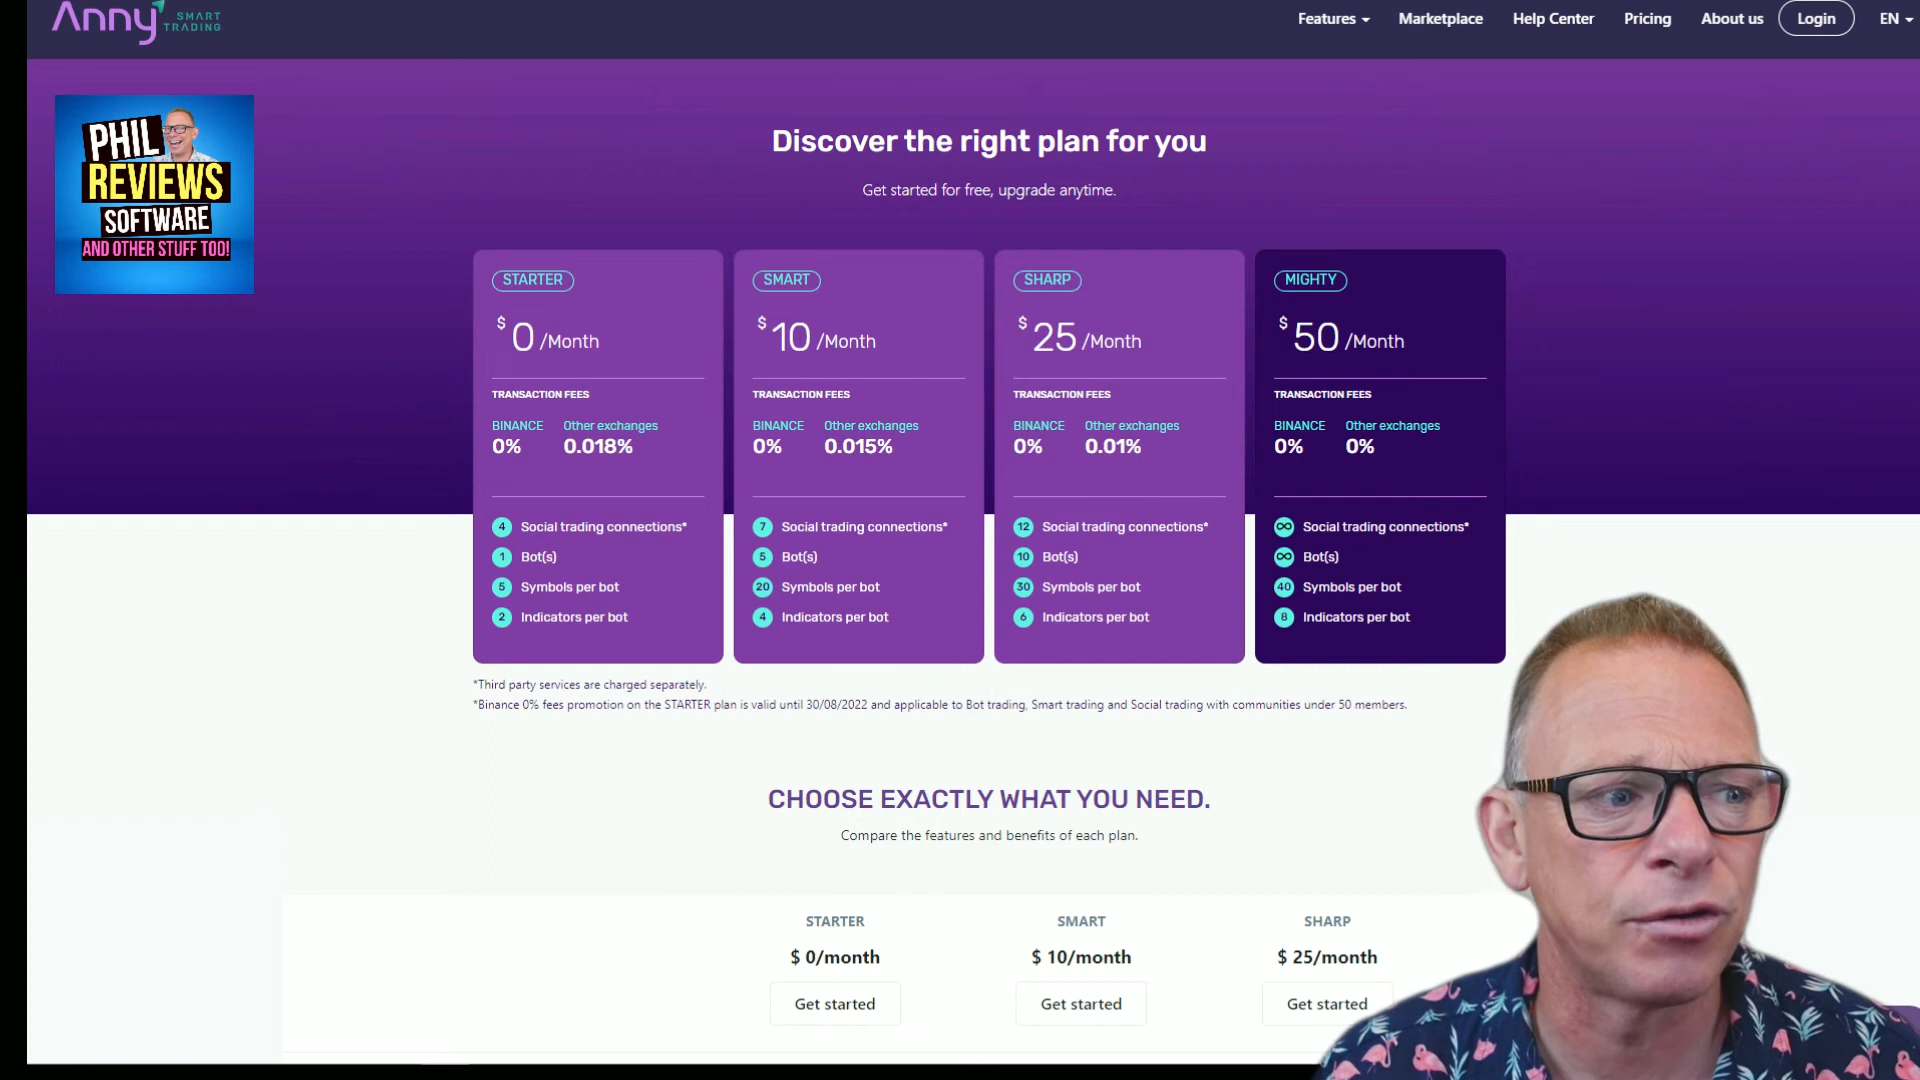 Anny SMART TRADING
Features Marketplace Help Center Pricing About us Login EN
PHIL
REVIEWS
SOFTWARE
AND OTHER STUFF TOO!
Discover the right plan for you
Get started for free, upgrade anytime.
STARTER
$ 0 /Month
TRANSACTION FEES
BINANCE Other exchanges
0% 0.018%
4 Social trading connections*
1 Bot(s)
5 Symbols per bot
2 Indicators per bot
SMART
$ 10 /Month
TRANSACTION FEES
BINANCE Other exchanges
0% 0.015%
7 Social trading connections*
5 Bot(s)
20 Symbols per bot
4 Indicators per bot
SHARP
$ 25 /Month
TRANSACTION FEES
BINANCE Other exchanges
0% 0.01%
12 Social trading connections*
10 Bot(s)
30 Symbols per bot
6 Indicators per bot
MIGHTY
$ 50 /Month
TRANSACTION FEES
BINANCE Other exchanges
0% 0%
∞ Social trading connections*
∞ Bot(s)
40 Symbols per bot
8 Indicators per bot
*Third party services are charged separately.
*Binance 0% fees promotion on the STARTER plan is valid until 30/08/2022 and applicable to Bot trading, Smart trading and Social trading with communities under 50 members.
CHOOSE EXACTLY WHAT YOU NEED.
Compare the features and benefits of each plan.
STARTER SMART SHARP
$ 0/month $ 10/month $ 25/month
Get started Get started Get started